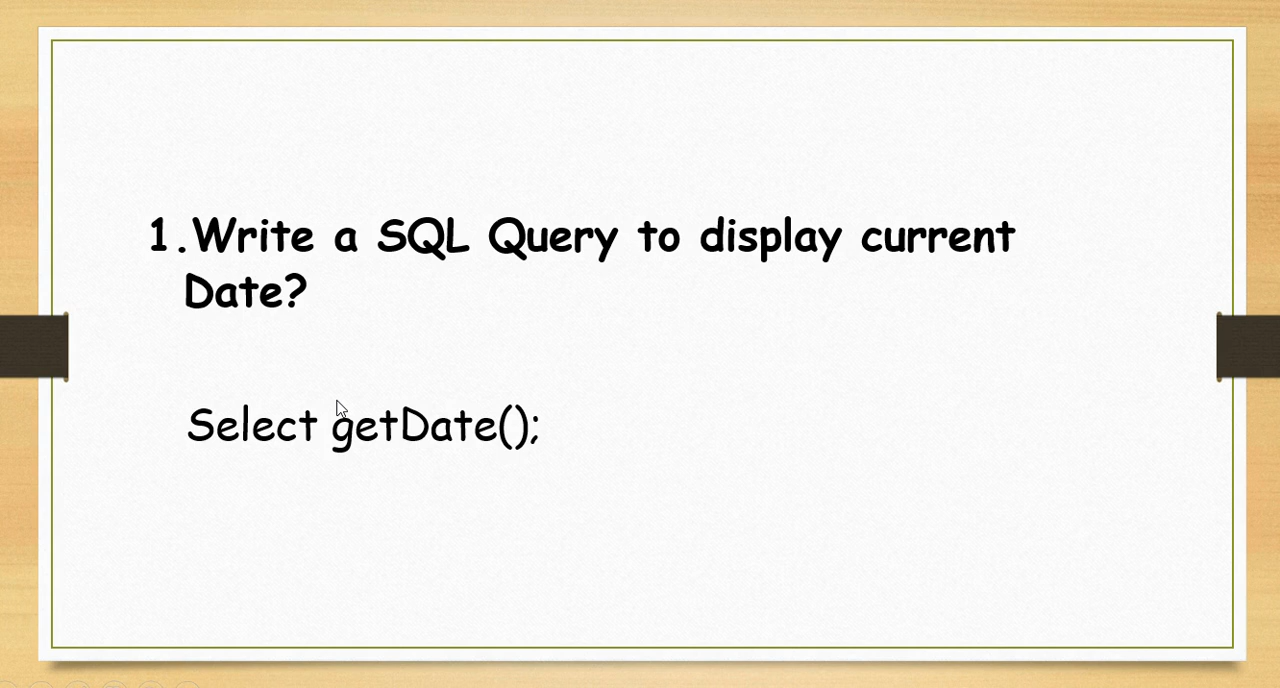 1.Write a SQL Query to display current
Date?
Select getDate();